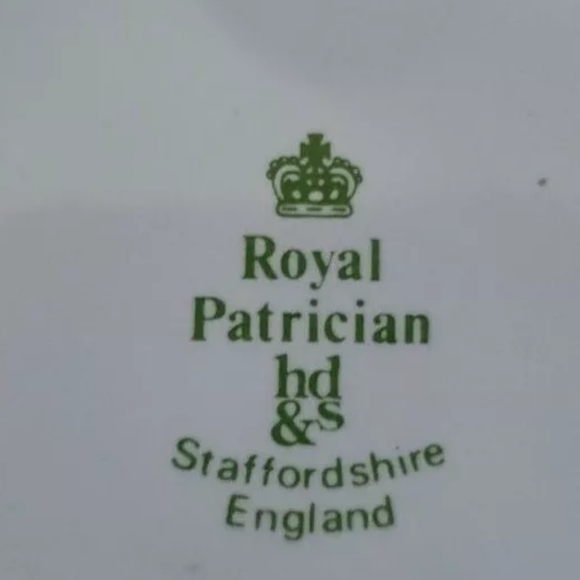 Royal
Patrician
hd
&s
Staffordshire
England